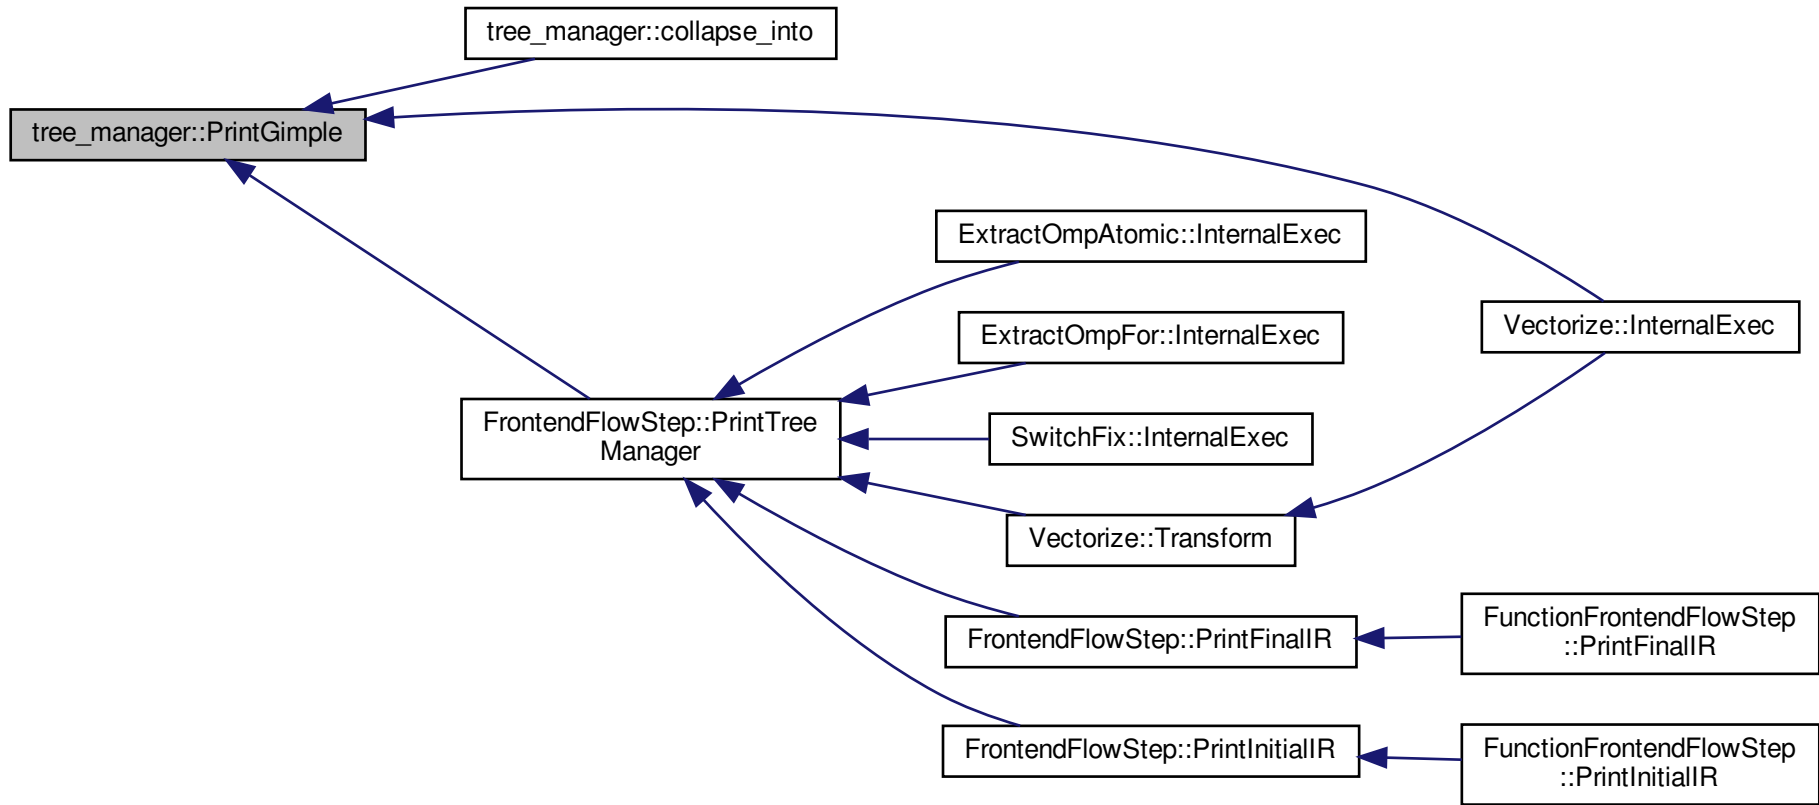 tree_manager::collapse_into
tree_manager::PrintGimple
ExtractOmpAtomic::InternalExec
Vectorize::InternalExec
ExtractOmpFor::InternalExec
FrontendFlowStep::PrintTree
Manager
SwitchFix::InternalExec
Vectorize::Transform
FrontendFlowStep::PrintFinalIR
FunctionFrontendFlowStep
::PrintFinalIR
FrontendFlowStep::PrintInitialIR
FunctionFrontendFlowStep
::PrintInitialIR